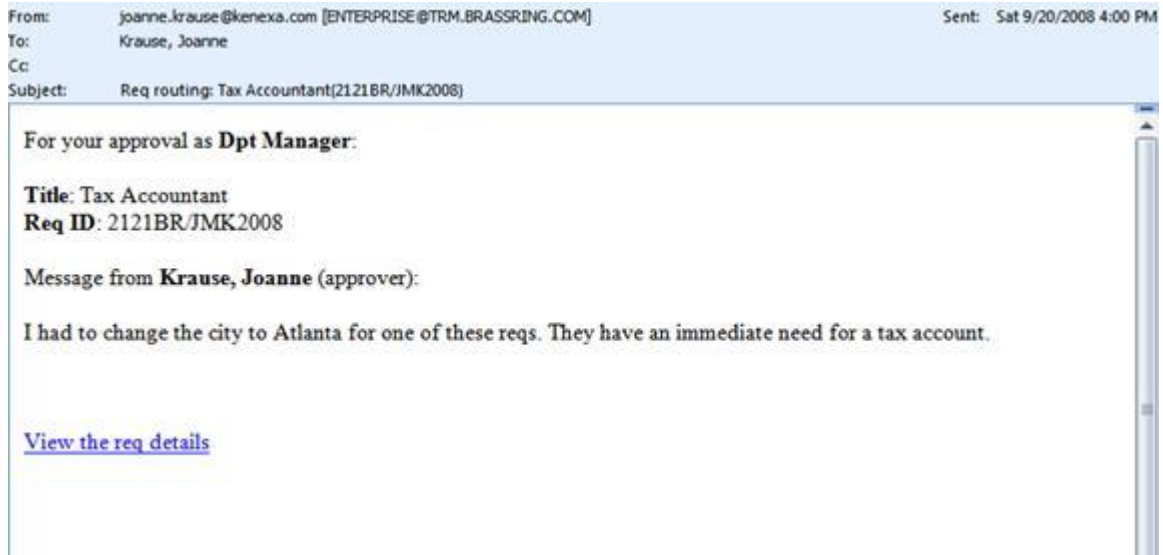 From: joanne.krause@kenexa.com [ENTERPRISE@TRM.BRASSRING.COM] Sent: Sat 9/20/2008 4:00 PM
To: Krause, Joanne
Cc:
Subject: Req routing: Tax Accountant(2121BR/JMK2008)
For your approval as Dpt Manager:
Title: Tax Accountant
Req ID: 2121BR/JMK2008
Message from Krause, Joanne (approver):
I had to change the city to Atlanta for one of these reqs. They have an immediate need for a tax account.
View the req details